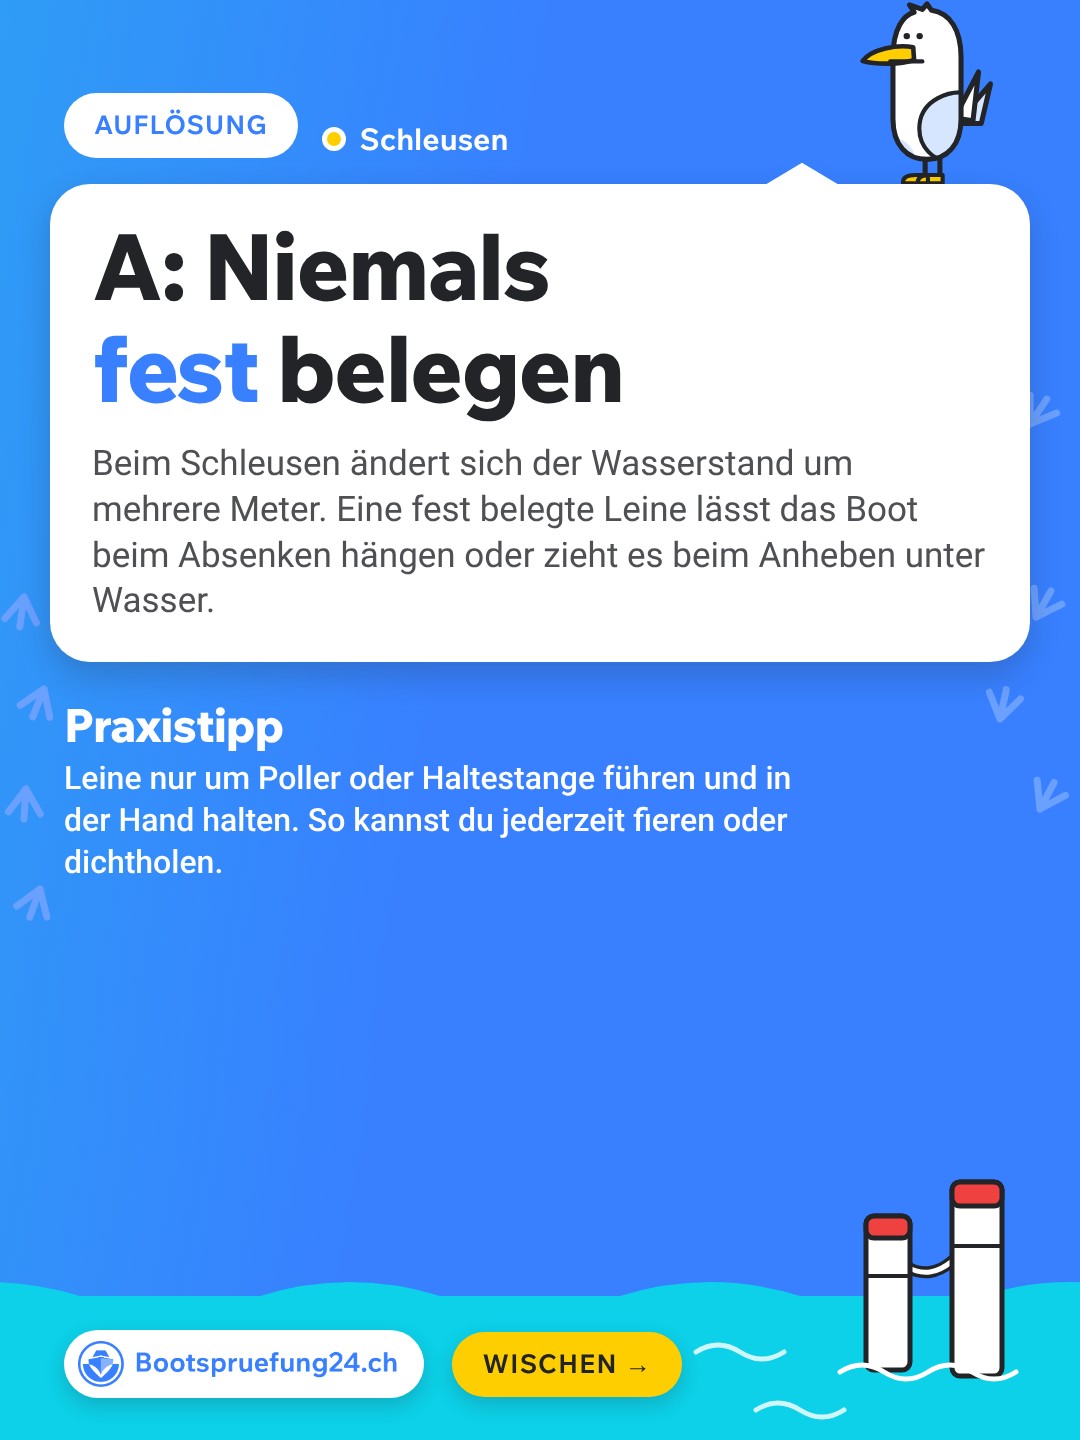 AUFLÖSUNG
Schleusen
A: Niemals
fest belegen
Beim Schleusen ändert sich der Wasserstand um
mehrere Meter. Eine fest belegte Leine lässt das Boot
beim Absenken hängen oder zieht es beim Anheben unter
Wasser.
Praxistipp
Leine nur um Poller oder Haltestange führen und in
der Hand halten. So kannst du jederzeit fieren oder
dichtholen.
Bootspruefung24.ch
WISCHEN →